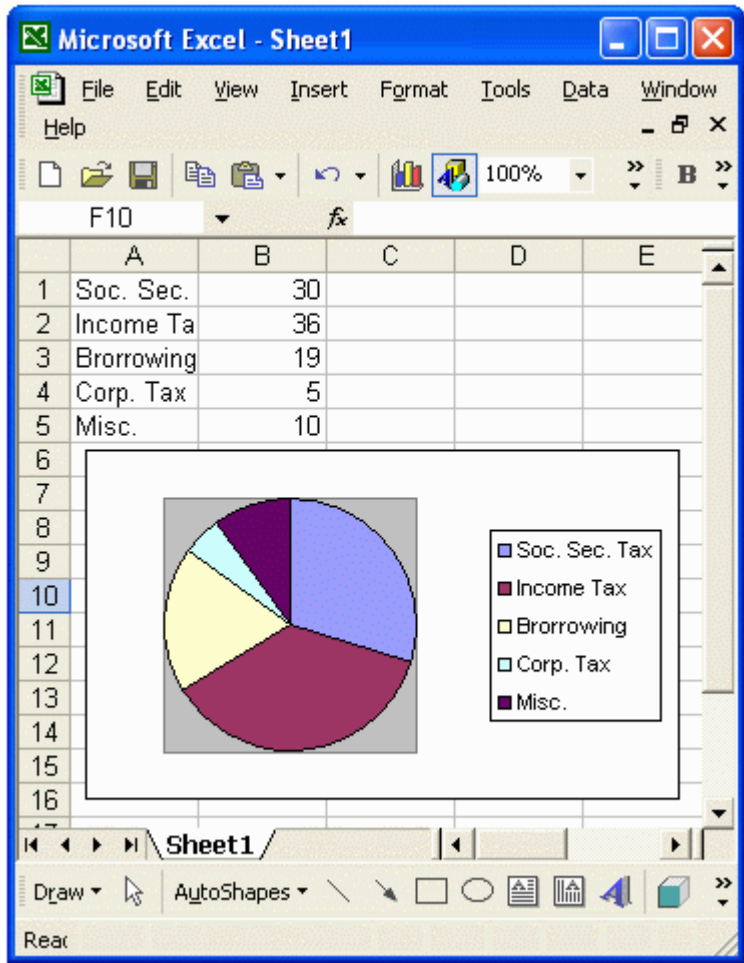 Microsoft Excel - Sheet1
File Edit View Insert Format Tools Data Window
Help
100% B
F10 fx
A B C D E
1 Soc. Sec. 30
2 Income Ta 36
3 Brorrowing 19
4 Corp. Tax 5
5 Misc. 10
6
7
8
9
10
11
12
13
14
15
16
Soc. Sec. Tax
Income Tax
Brorrowing
Corp. Tax
Misc.
Sheet1
Draw AutoShapes